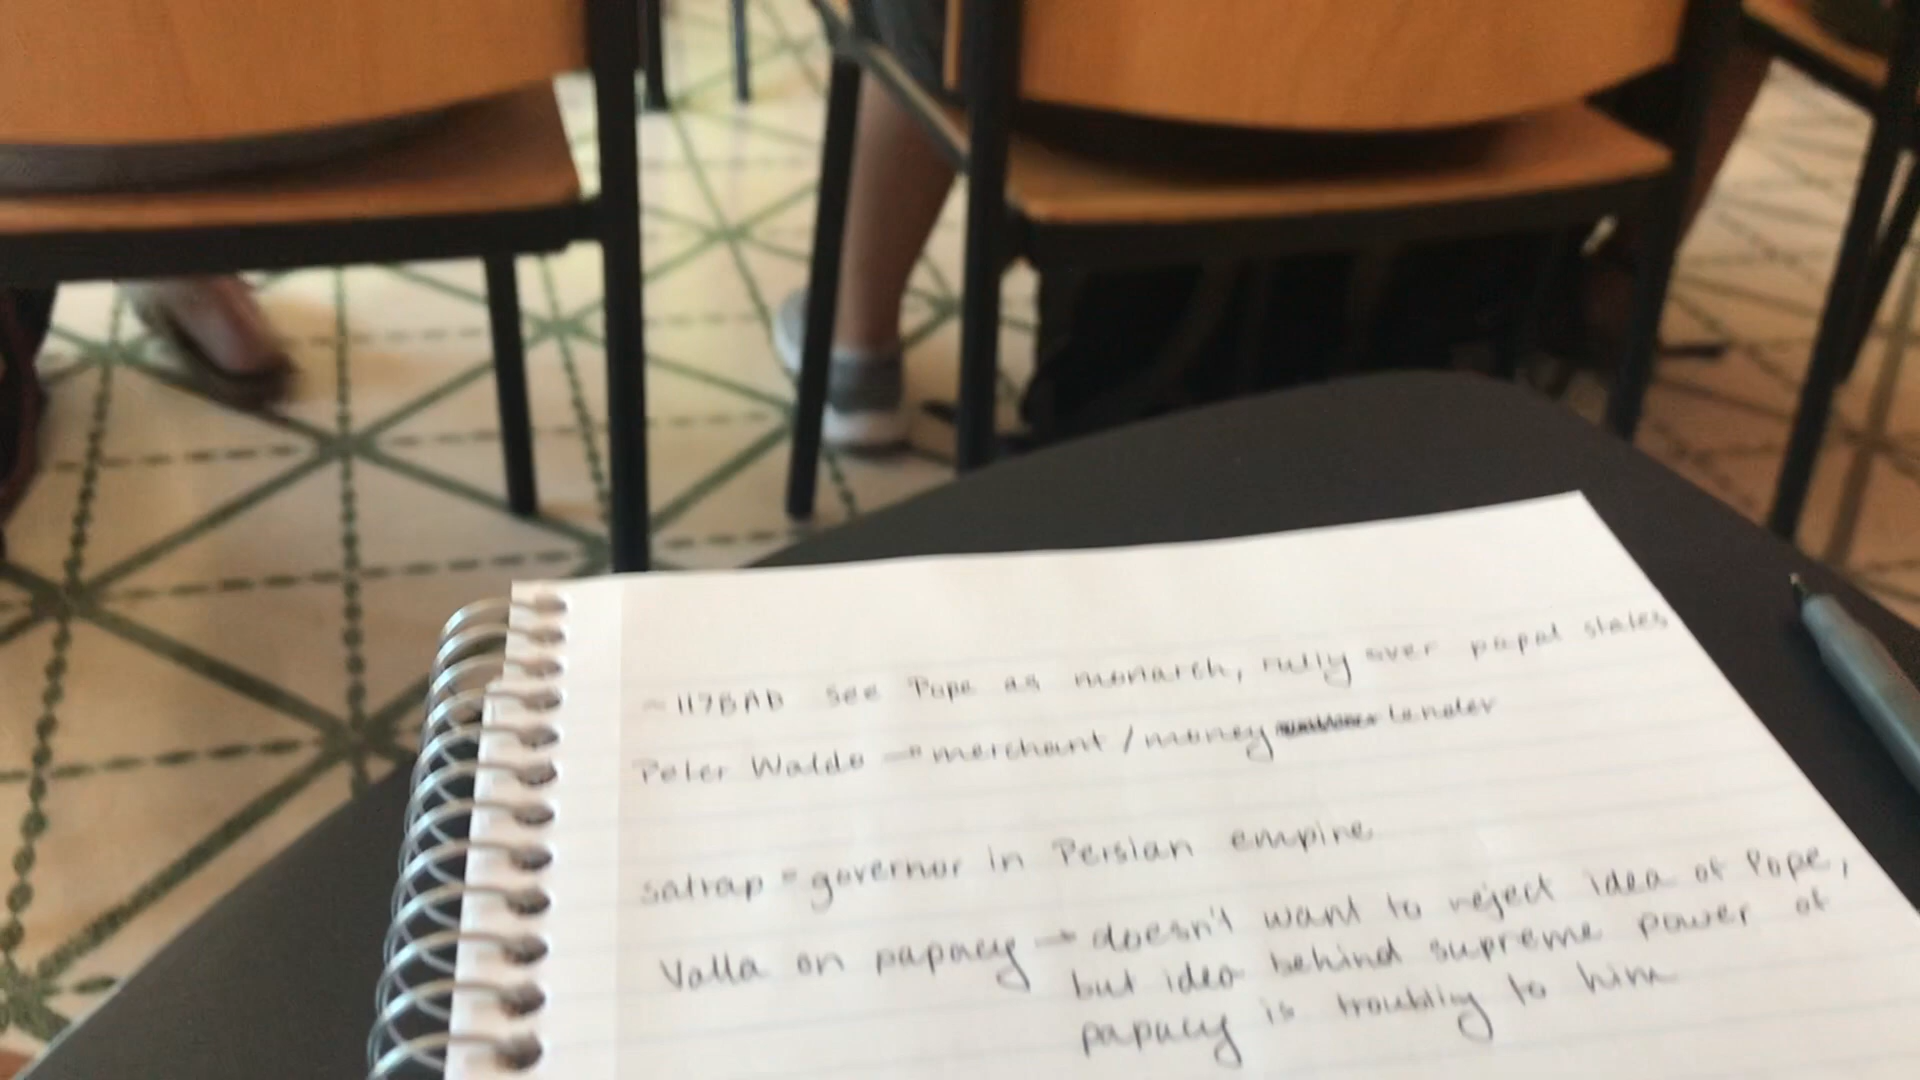 ~117BAD see Pope as monarch, rully over papal states
Peter Waldo → merchant / money lender
satrap = governor in Persian empire
Valla on papacy → doesn't want to reject idea of Pope,
but idea behind supreme power of
papacy is troubling to him